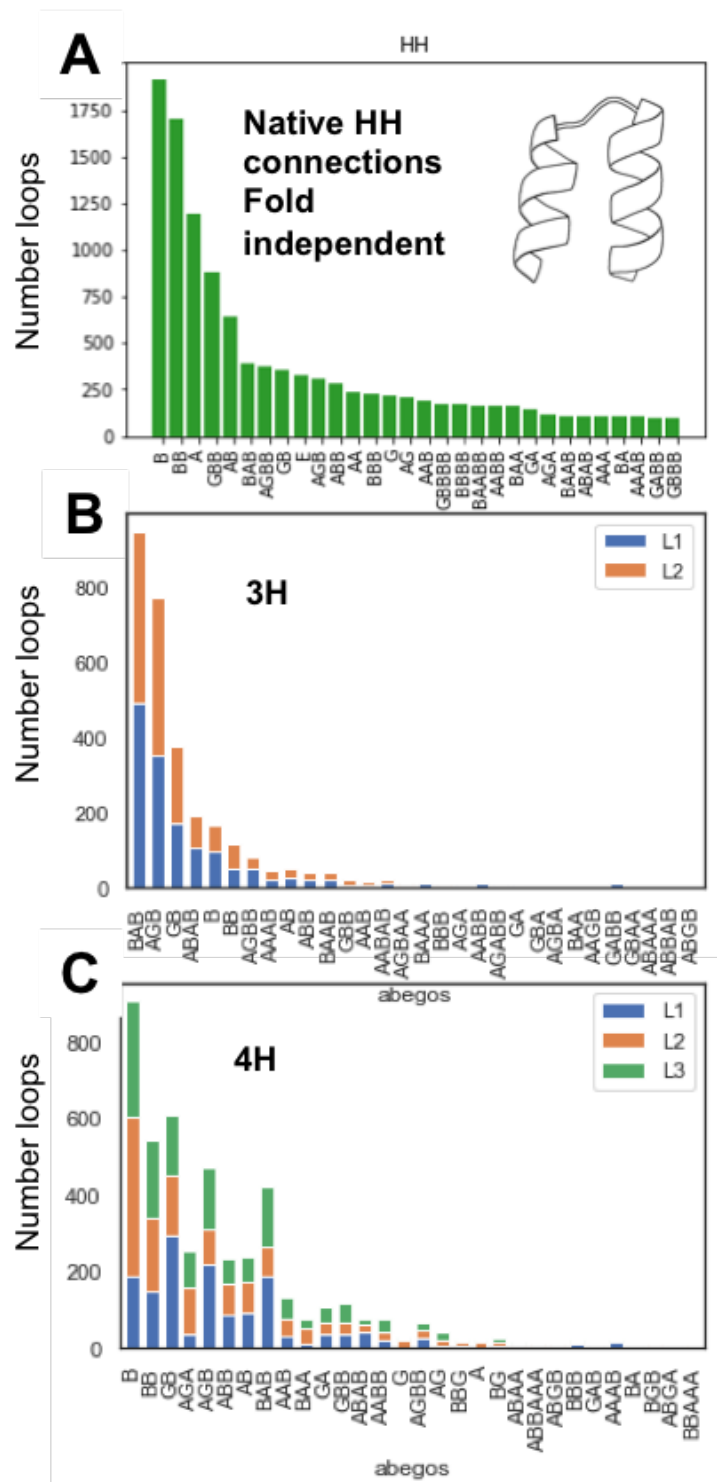 A
HH
Native HH
connections
Fold
independent
Number loops
1750
1500
1250
1000
750
500
250
0
B BB A GBB AB BAB AGBB GB E AGB ABB AA BBB G AG AAB GBBBB BBBB BAABB AABB BAA GA AGA BAAB ABAB AAA BA AAAB GABB GBBB
B
L1
L2
3H
Number loops
800
600
400
200
0
BAB AGB GB ABAB B BB AGBB AAAB AB ABB BAAB GBB AAB AABAB AGBAA BAAA BBB AGA AABB AGABB GA GBA AGBA BAA AAGB GABB GBAA ABAAA ABBAB ABGB
abegos
C
L1
L2
L3
4H
Number loops
800
600
400
200
0
B BB GB AGA AGB ABB AB BAB AAB BAA GA GBB ABAB AABB G AGBB AG BBG A BG ABAA ABBAAA ABGB BBB GAB AAAB BA BGB ABGA BBAAA
abegos